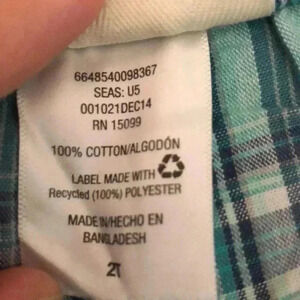 6648540098367
SEAS: U5
001021DEC14
RN 15099
100% COTTON/ALGODÓN
LABEL MADE WITH
Recycled (100%) POLYESTER
MADE IN/HECHO EN
BANGLADESH
2T